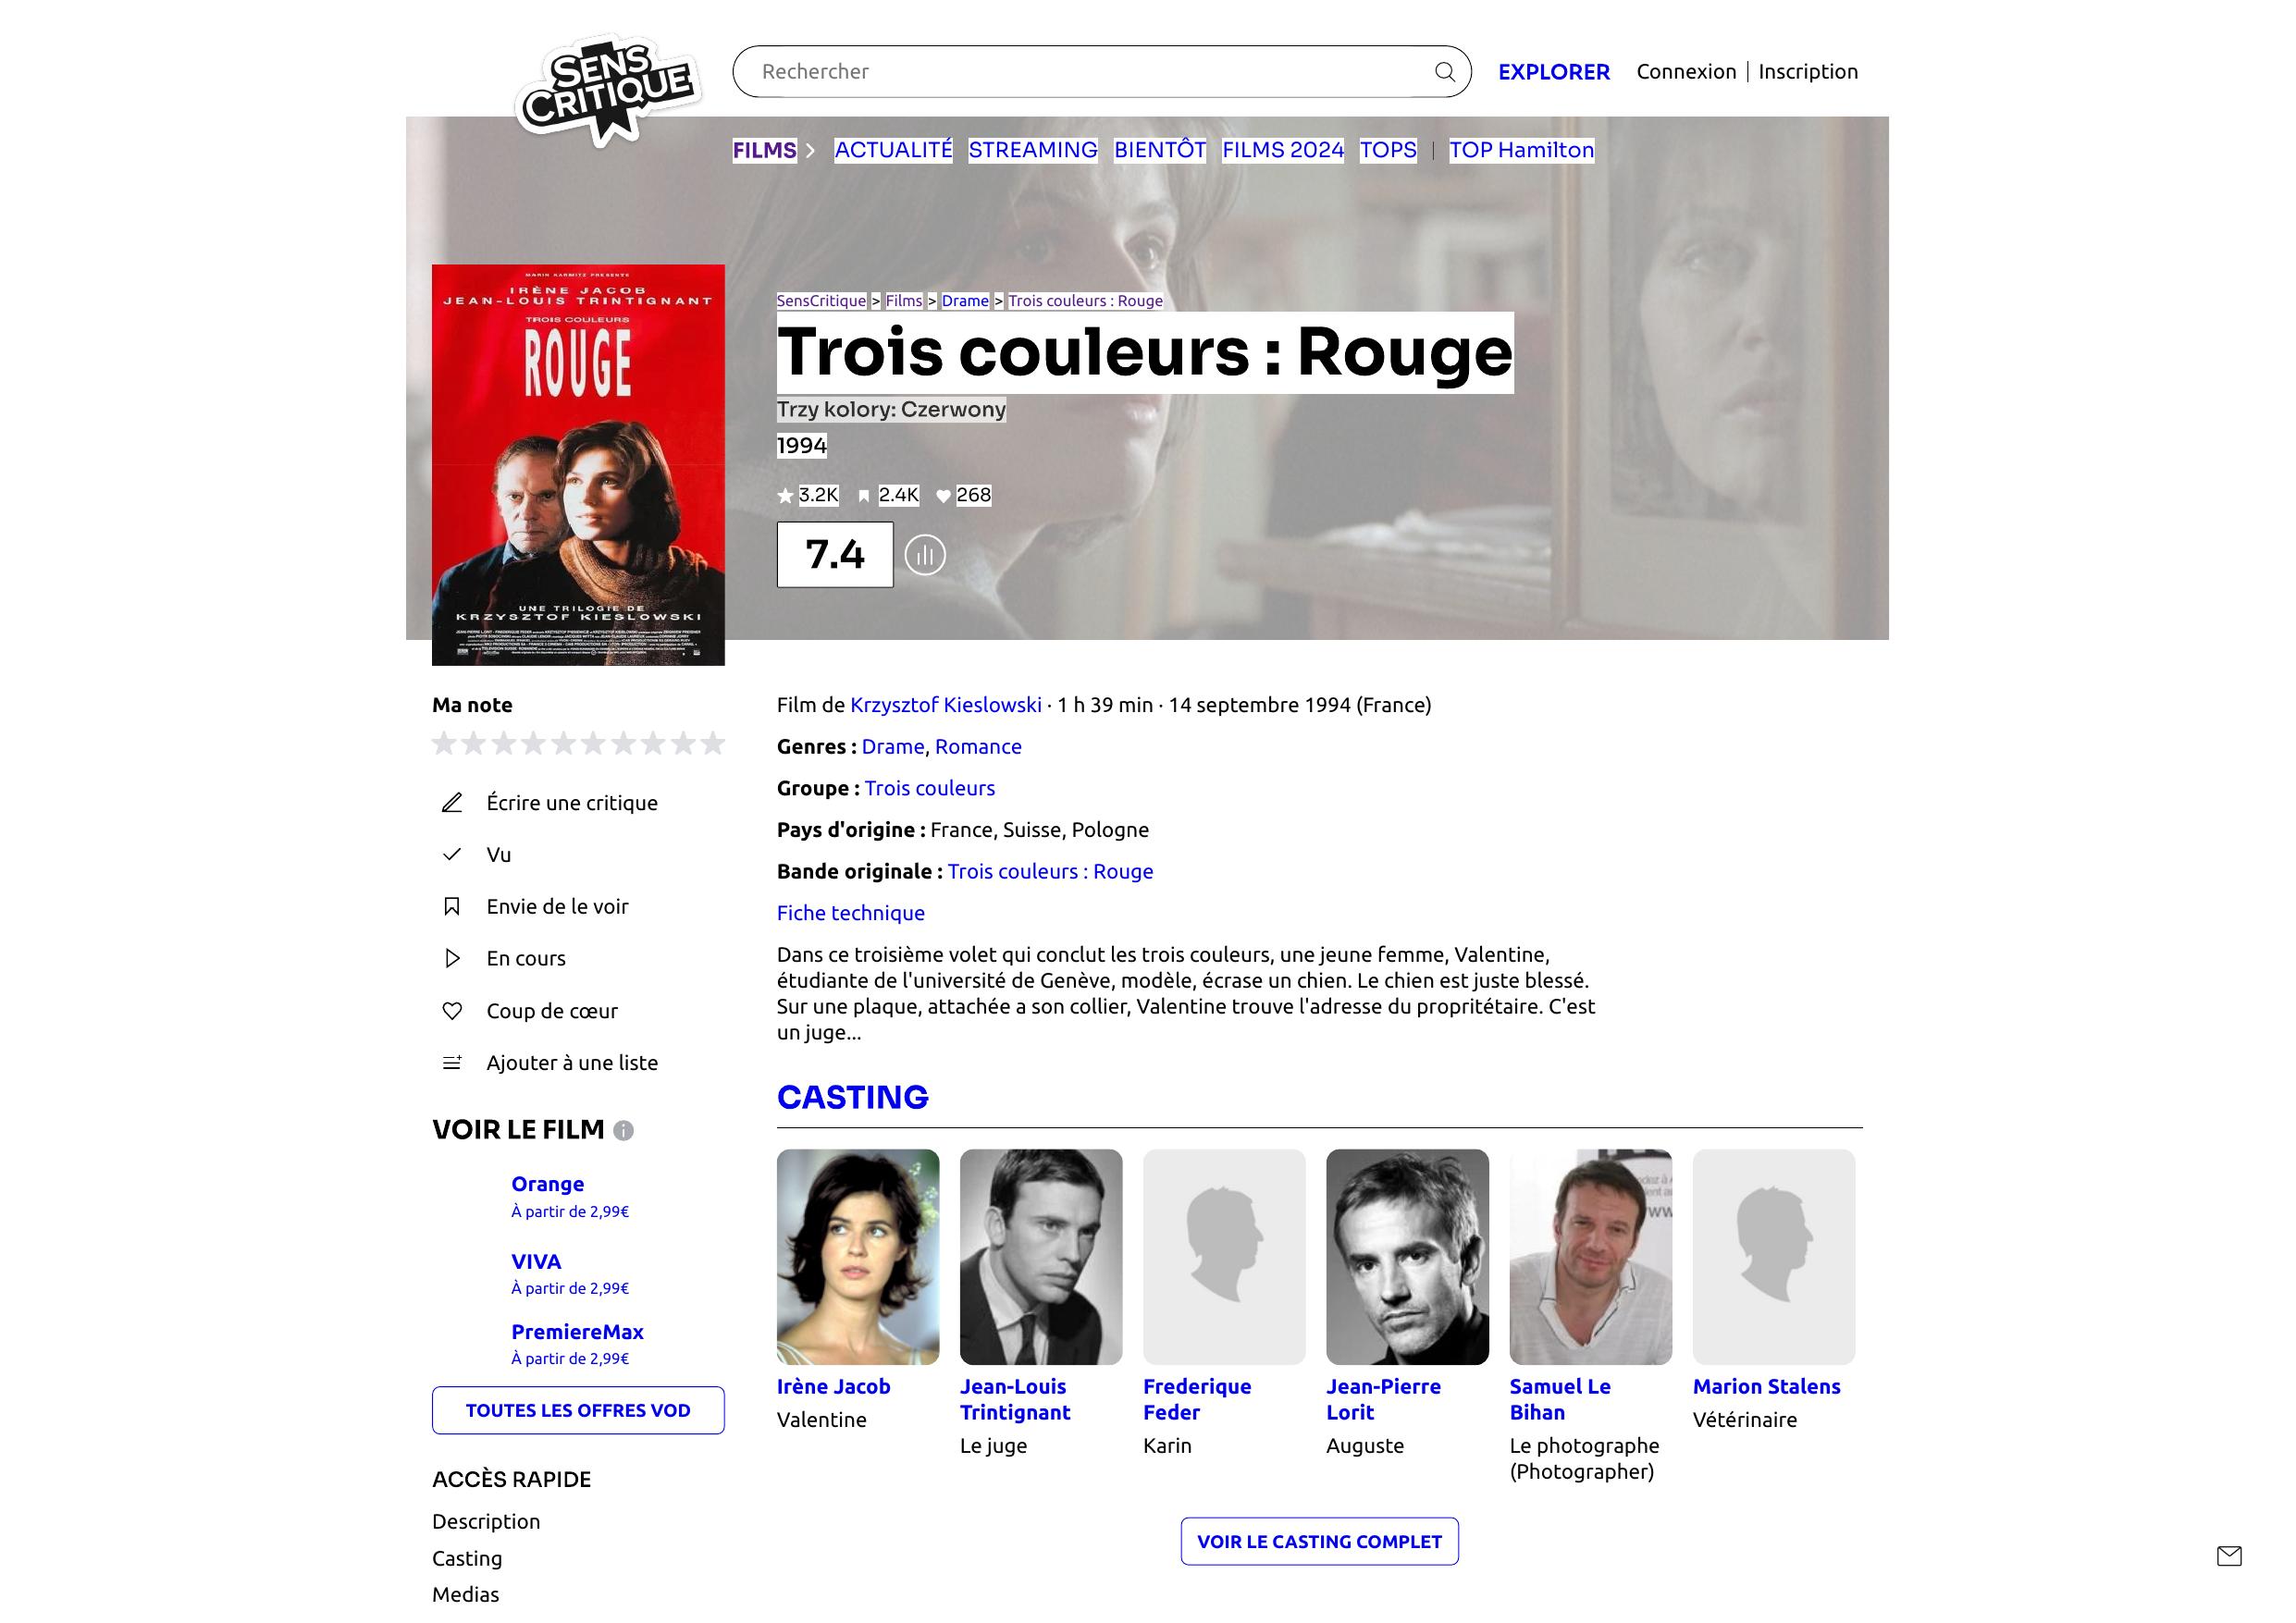 SENS
CRITIQUE
Rechercher
EXPLORER
Connexion | Inscription
FILMS
ACTUALITÉ STREAMING BIENTÔT FILMS 2024 TOPS | TOP Hamilton
MARIN KARMITZ PRESENTE
IRÈNE JACOB
JEAN-LOUIS TRINTIGNANT
TROIS COULEURS
ROUGE
UNE TRILOGIE DE
KRZYSZTOF KIESLOWSKI
SensCritique > Films > Drame > Trois couleurs : Rouge
Trois couleurs : Rouge
Trzy kolory: Czerwony
1994
3.2K 2.4K 268
7.4
Ma note
Écrire une critique
Vu
Envie de le voir
En cours
Coup de cœur
Ajouter à une liste
VOIR LE FILM
Orange
À partir de 2,99€
VIVA
À partir de 2,99€
PremiereMax
À partir de 2,99€
TOUTES LES OFFRES VOD
ACCÈS RAPIDE
Description
Casting
Medias
Film de Krzysztof Kieslowski · 1 h 39 min · 14 septembre 1994 (France)
Genres : Drame, Romance
Groupe : Trois couleurs
Pays d'origine : France, Suisse, Pologne
Bande originale : Trois couleurs : Rouge
Fiche technique
Dans ce troisième volet qui conclut les trois couleurs, une jeune femme, Valentine,
étudiante de l'université de Genève, modèle, écrase un chien. Le chien est juste blessé.
Sur une plaque, attachée a son collier, Valentine trouve l'adresse du propritétaire. C'est
un juge...
CASTING
Irène Jacob
Valentine
Jean-Louis
Trintignant
Le juge
Frederique
Feder
Karin
Jean-Pierre
Lorit
Auguste
Samuel Le
Bihan
Le photographe
(Photographer)
Marion Stalens
Vétérinaire
VOIR LE CASTING COMPLET